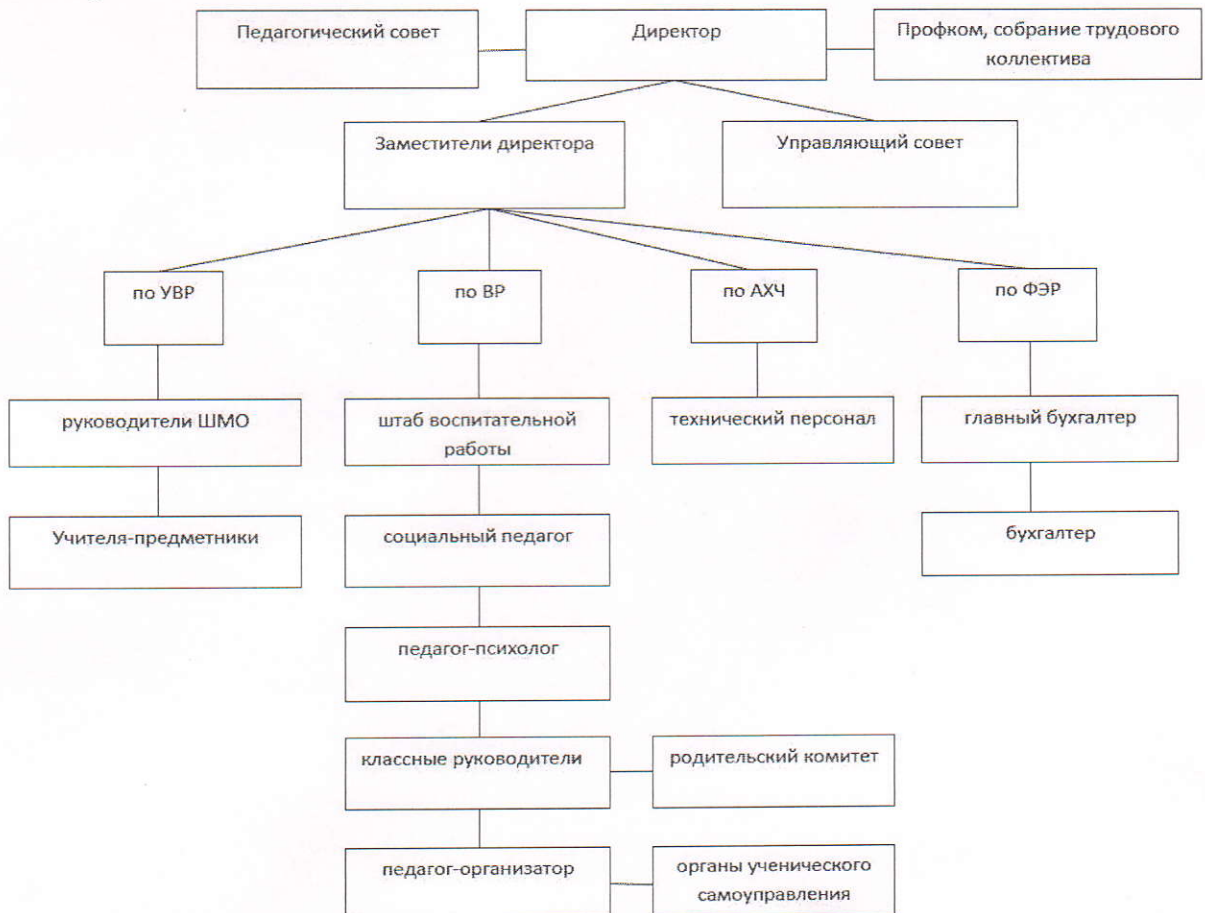 Педагогический совет
Директор
Профком, собрание трудового
коллектива
Заместители директора
Управляющий совет
по УВР
по ВР
по АХЧ
по ФЭР
руководители ШМО
штаб воспитательной
работы
технический персонал
главный бухгалтер
Учителя-предметники
социальный педагог
бухгалтер
педагог-психолог
классные руководители
родительский комитет
педагог-организатор
органы ученического
самоуправления